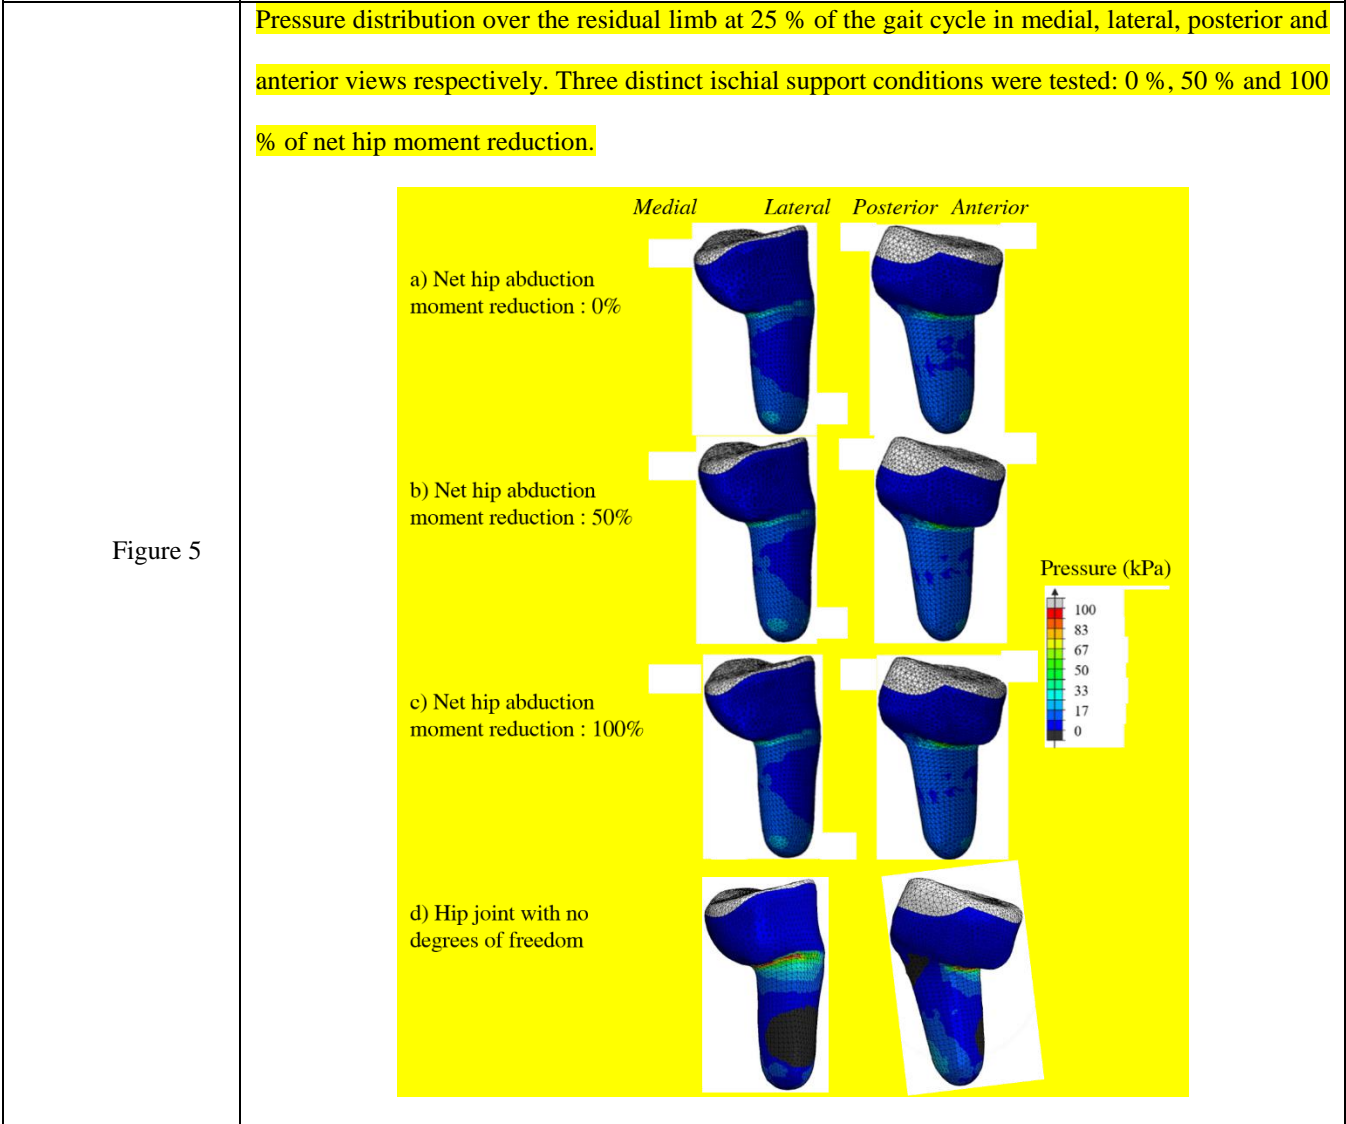 Pressure distribution over the residual limb at 25 % of the gait cycle in medial, lateral, posterior and
anterior views respectively. Three distinct ischial support conditions were tested: 0 %, 50 % and 100
% of net hip moment reduction.
Figure 5
Medial Lateral Posterior Anterior
a) Net hip abduction
moment reduction : 0%
b) Net hip abduction
moment reduction : 50%
c) Net hip abduction
moment reduction : 100%
d) Hip joint with no
degrees of freedom
Pressure (kPa)
100
83
67
50
33
17
0